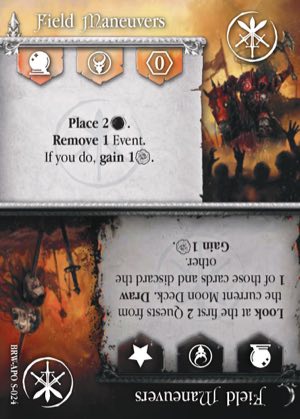 Field Maneuvers
0
Place 2 .
Remove 1 Event.
If you do, gain 1 .
Field Maneuvers
Look at the first 2 Quests from
the current Moon Deck. Draw
1 of those cards and discard the
other.
Gain 1 .
BRW-APO S-024